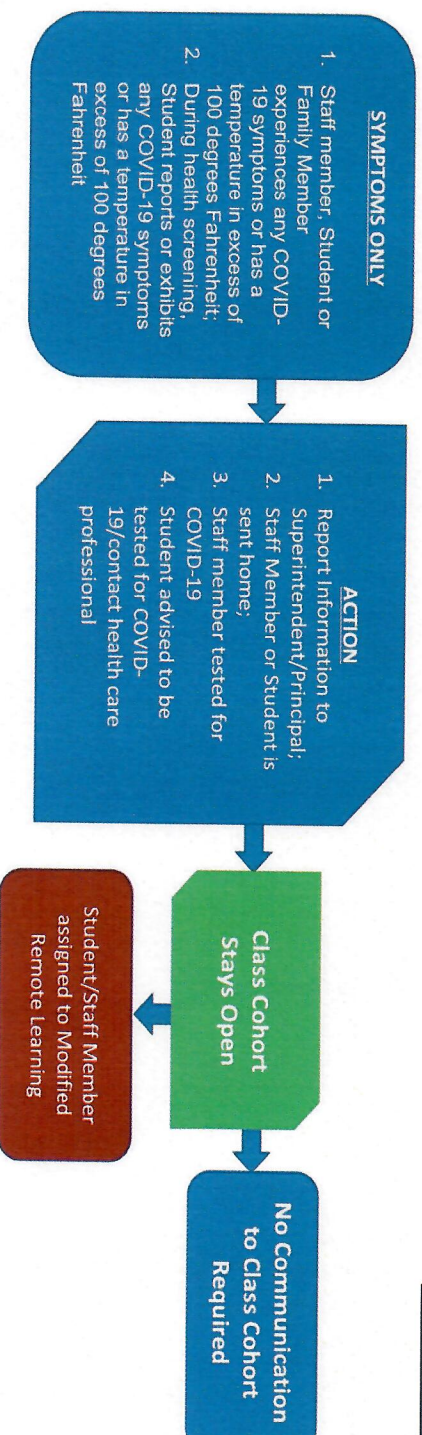 SYMPTOMS ONLY
1. Staff member, Student or
Family Member
experiences any COVID-
19 symptoms or has a
temperature in excess of
100 degrees Fahrenheit;
2. During health screening,
Student reports or exhibits
any COVID-19 symptoms
or has a temperature in
excess of 100 degrees
Fahrenheit
ACTION
1. Report Information to
Superintendent/Principal;
2. Staff Member or Student is
sent home;
3. Staff member tested for
COVID-19
4. Student advised to be
tested for COVID-
19/contact health care
professional
Class Cohort
Stays Open
Student/Staff Member
assigned to Modified
Remote Learning
No Communication
to Class Cohort
Required